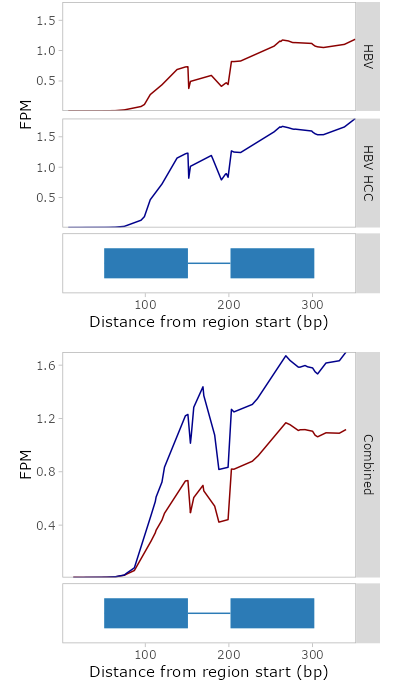 1.5
1.0
0.5
HBV
FPM
1.5
1.0
0.5
HBV HCC
100 200 300
Distance from region start (bp)
1.6
1.2
0.8
0.4
FPM
Combined
100 200 300
Distance from region start (bp)